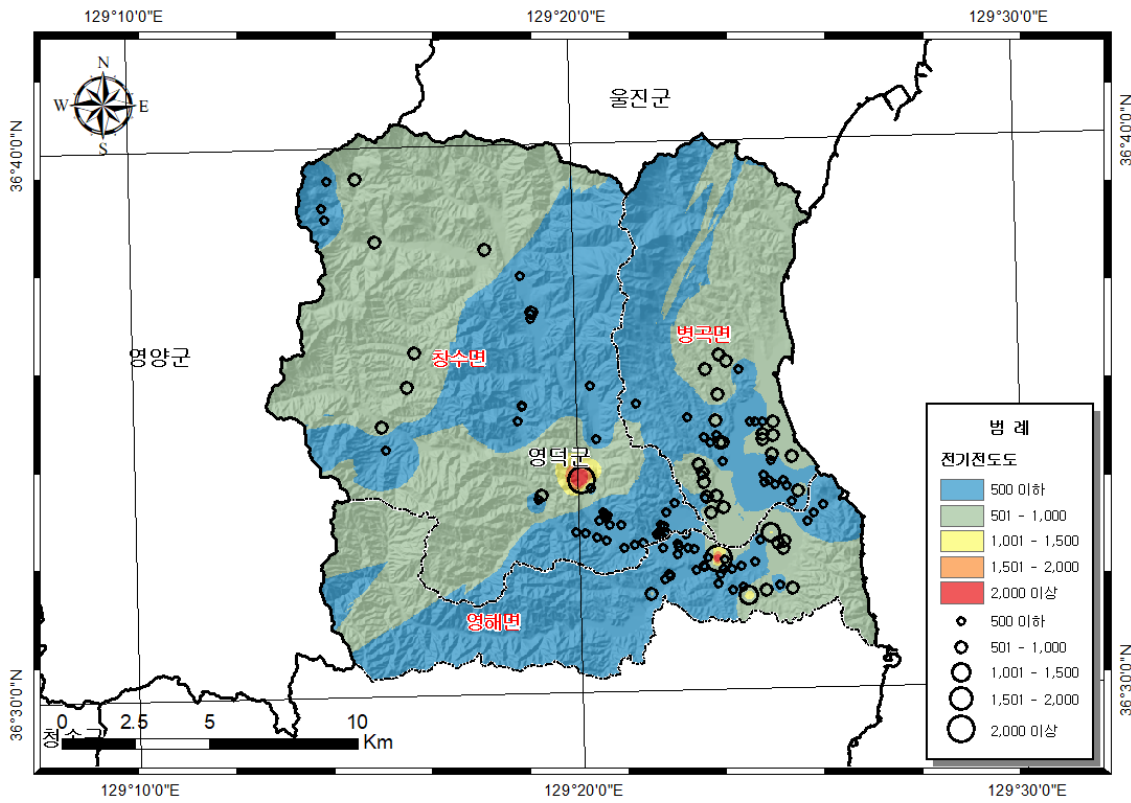 129°10'0"E
129°20'0"E
129°30'0"E
N
W
E
S
울진군
36°40'0"N
36°40'0"N
병곡면
영양군
창수면
영덕군
영해면
범 례
전기전도도
500 이하
501 - 1,000
1,001 - 1,500
1,501 - 2,000
2,000 이상
500 이하
501 - 1,000
1,001 - 1,500
1,501 - 2,000
2,000 이상
36°30'0"N
36°30'0"N
0
2.5
5
10
Km
청송군
129°10'0"E
129°20'0"E
129°30'0"E